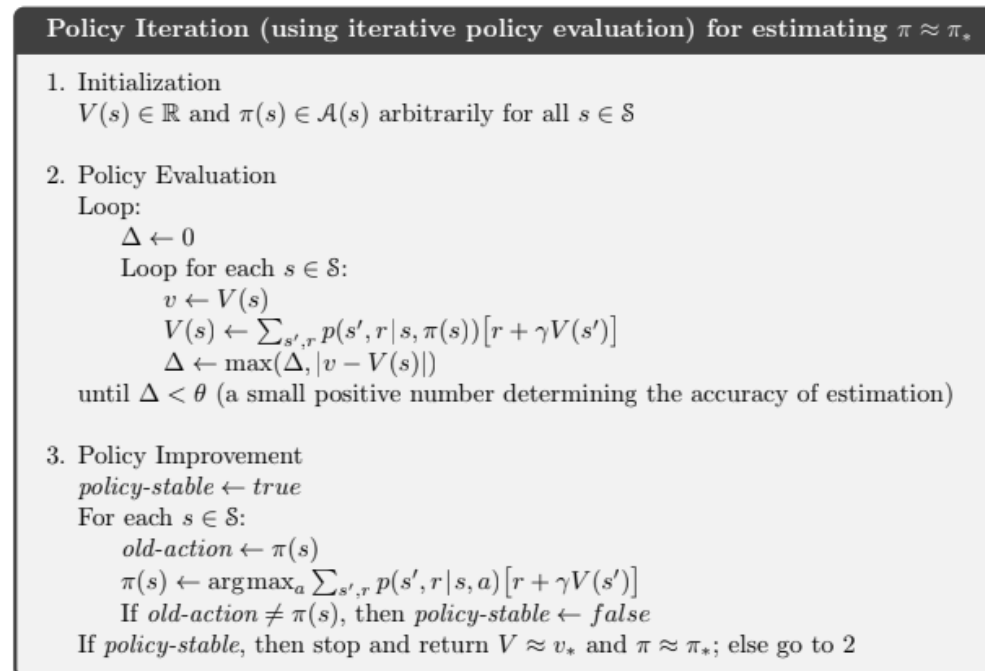 Policy Iteration (using iterative policy evaluation) for estimating π ≈ π*
1. Initialization
V(s) ∈ ℝ and π(s) ∈ 𝒜(s) arbitrarily for all s ∈ 𝒮
2. Policy Evaluation
Loop:
Δ ← 0
Loop for each s ∈ 𝒮:
v ← V(s)
V(s) ← ∑_{s′,r} p(s′, r|s, π(s))[r + γV(s′)]
Δ ← max(Δ, |v − V(s)|)
until Δ < θ (a small positive number determining the accuracy of estimation)
3. Policy Improvement
policy-stable ← true
For each s ∈ 𝒮:
old-action ← π(s)
π(s) ← argmax_a ∑_{s′,r} p(s′, r|s, a)[r + γV(s′)]
If old-action ≠ π(s), then policy-stable ← false
If policy-stable, then stop and return V ≈ v* and π ≈ π*; else go to 2